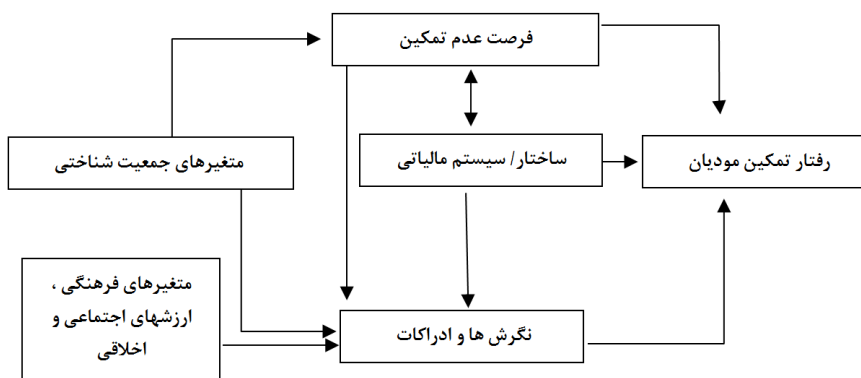 فرصت عدم تمکین
متغیرهای جمعیت شناختی
ساختار/ سیستم مالیاتی
رفتار تمکین مودیان
متغیرهای فرهنگی ،
ارزشهای اجتماعی و
اخلاقی
نگرش ها و ادراکات